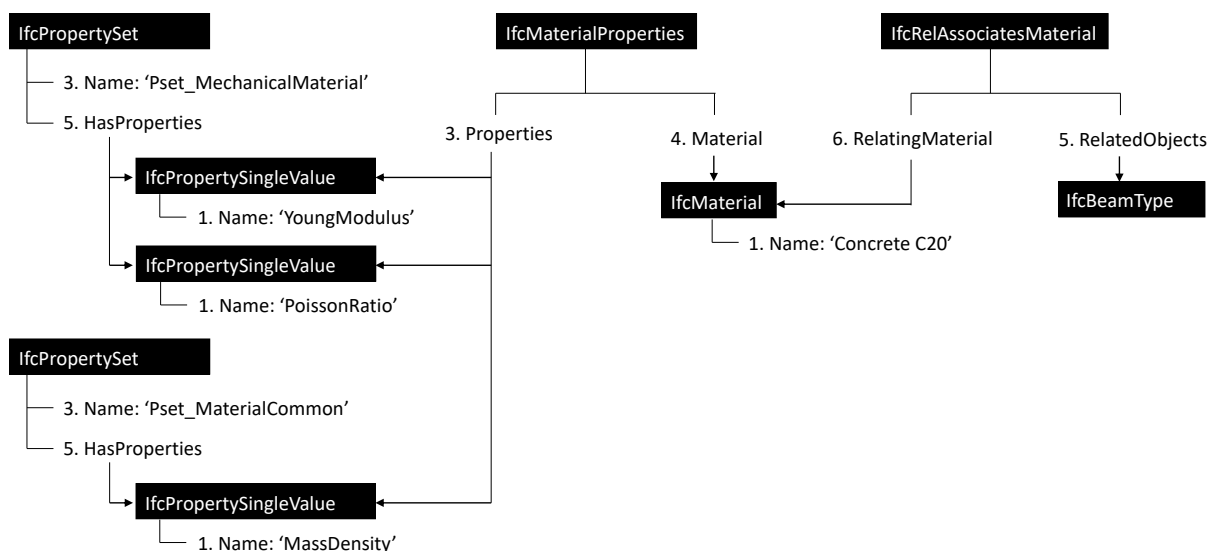 IfcPropertySet
3. Name: ‘Pset_MechanicalMaterial’
5. HasProperties
IfcPropertySingleValue
1. Name: ‘YoungModulus’
IfcPropertySingleValue
1. Name: ‘PoissonRatio’
IfcPropertySet
3. Name: ‘Pset_MaterialCommon’
5. HasProperties
IfcPropertySingleValue
1. Name: ‘MassDensity’
IfcMaterialProperties
3. Properties
4. Material
IfcMaterial
1. Name: ‘Concrete C20’
IfcRelAssociatesMaterial
6. RelatingMaterial
5. RelatedObjects
IfcBeamType